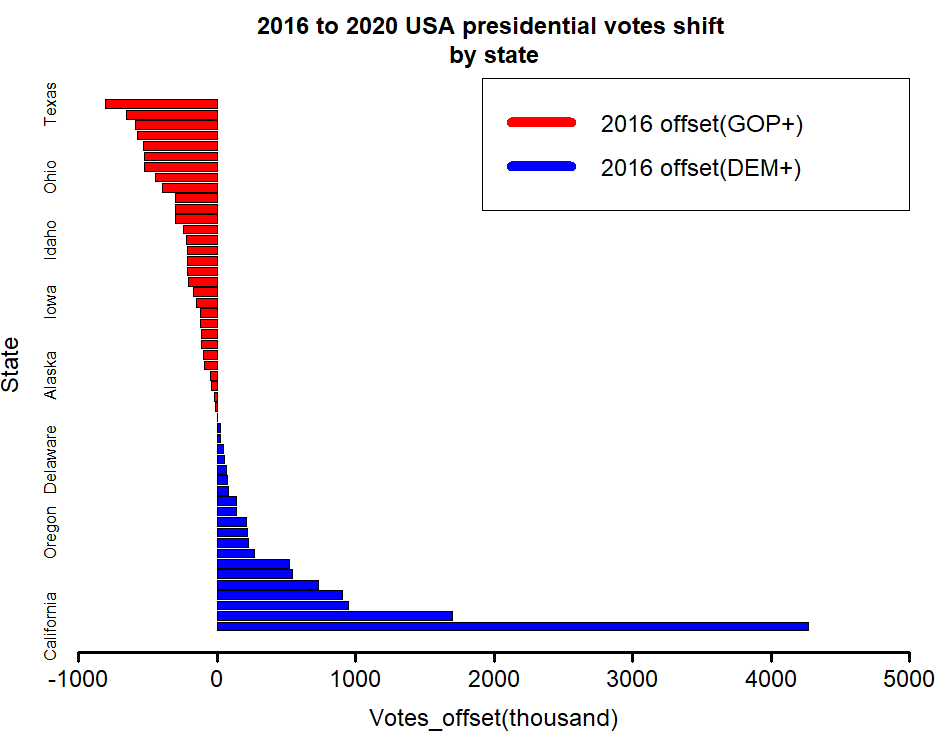 2016 to 2020 USA presidential votes shift
by state
2016 offset(GOP+)
2016 offset(DEM+)
State
Texas
Ohio
Idaho
Iowa
Alaska
Delaware
Oregon
California
-1000 0 1000 2000 3000 4000 5000
Votes_offset(thousand)